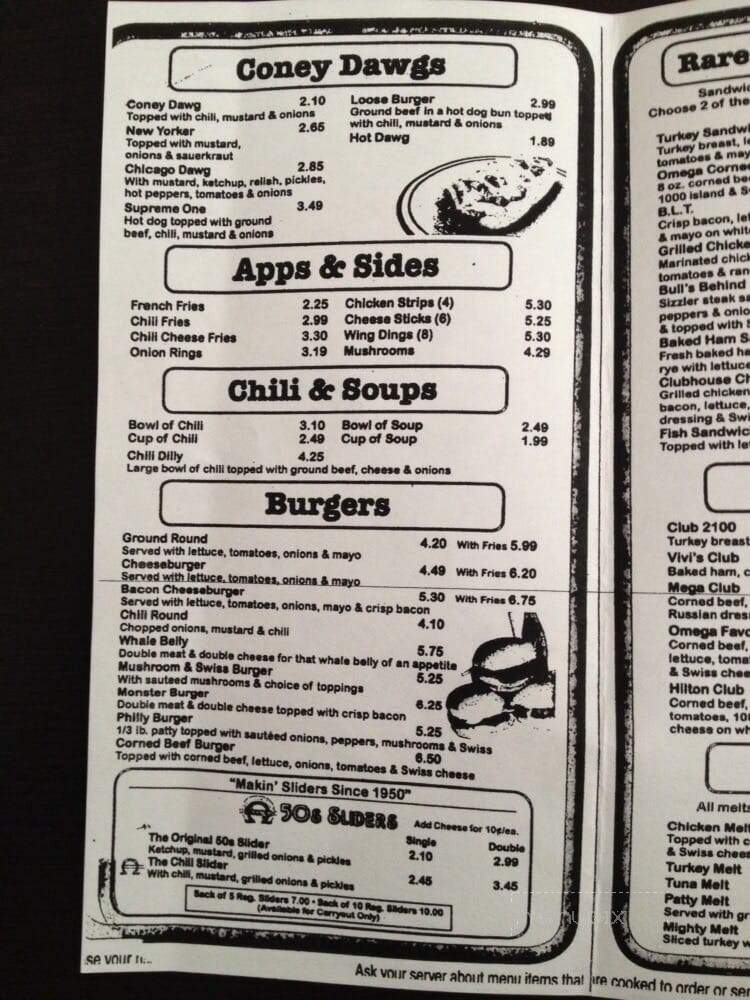 Coney Dawgs
Coney Dawg 2.10
Topped with chili, mustard & onions
New Yorker 2.65
Topped with mustard,
onions & sauerkraut
Chicago Dawg 2.85
With mustard, ketchup, relish, pickles,
hot peppers, tomatoes & onions
Supreme One 3.49
Hot dog topped with ground
beef, chili, mustard & onions
Loose Burger 2.99
Ground beef in a hot dog bun topped
with chili, mustard & onions
Hot Dawg 1.89
Apps & Sides
French Fries 2.25
Chili Fries 2.99
Chili Cheese Fries 3.30
Onion Rings 3.19
Chicken Strips (4) 5.30
Cheese Sticks (6) 5.25
Wing Dings (8) 5.30
Mushrooms 4.29
Chili & Soups
Bowl of Chili 3.10
Cup of Chili 2.49
Bowl of Soup 2.49
Cup of Soup 1.99
Chili Dilly 4.25
Large bowl of chili topped with ground beef, cheese & onions
Burgers
Ground Round 4.20 With Fries 5.99
Served with lettuce, tomatoes, onions & mayo
Cheeseburger 4.49 With Fries 6.20
Served with lettuce, tomatoes, onions & mayo
Bacon Cheeseburger 5.30 With Fries 6.75
Served with lettuce, tomatoes, onions, mayo & crisp bacon
Chili Round 4.10
Chopped onions, mustard & chili
Whale Belly 5.75
Double meat & double cheese for that whale belly of an appetite
Mushroom & Swiss Burger 5.25
With sauteed mushrooms & choice of toppings
Monster Burger 6.25
Double meat & double cheese topped with crisp bacon
Philly Burger 5.25
1/3 lb. patty topped with sautéed onions, peppers, mushrooms & Swiss
Corned Beef Burger 6.50
Topped with corned beef, lettuce, onions, tomatoes & Swiss cheese
"Makin' Sliders Since 1950"
50s SLIDERS Add Cheese for 10¢/ea.
Single Double
The Original 50s Slider 2.10 2.99
Ketchup, mustard, grilled onions & pickles
The Chili Slider 2.45 3.45
With chili, mustard, grilled onions & pickles
Sack of 5 Reg. Sliders 7.00 • Sack of 10 Reg. Sliders 10.00
(Available for Carryout Only)
se your
Ask your server about menu items that are cooked to order or
Rare
Sandwic
Choose 2 of the
Turkey Sandw
Turkey breast, le
tomatoes & may
Omega Corned
8 oz. corned be
1000 island & S
B.L.T.
Crisp bacon, let
& mayo on white
Grilled Chicke
Marinated chick
tomatoes & ran
Bull's Behind
Sizzler steak sa
peppers & onio
& topped with
Baked Ham Sa
Fresh baked ha
rye with lettuce
Clubhouse Ch
Grilled chicken
bacon, lettuce,
dressing & Swi
Fish Sandwic
Topped with let
Club 2100
Turkey breast
Vivi's Club
Baked ham, c
Mega Club
Corned beef,
Russian dres
Omega Favo
Corned beef,
lettuce, toma
& Swiss chee
Hilton Club
Corned beef,
tomatoes, 10
cheese on wh
All melts
Chicken Melt
Topped with c
& Swiss chees
Turkey Melt
Tuna Melt
Patty Melt
Served with gr
Mighty Melt
Sliced turkey w